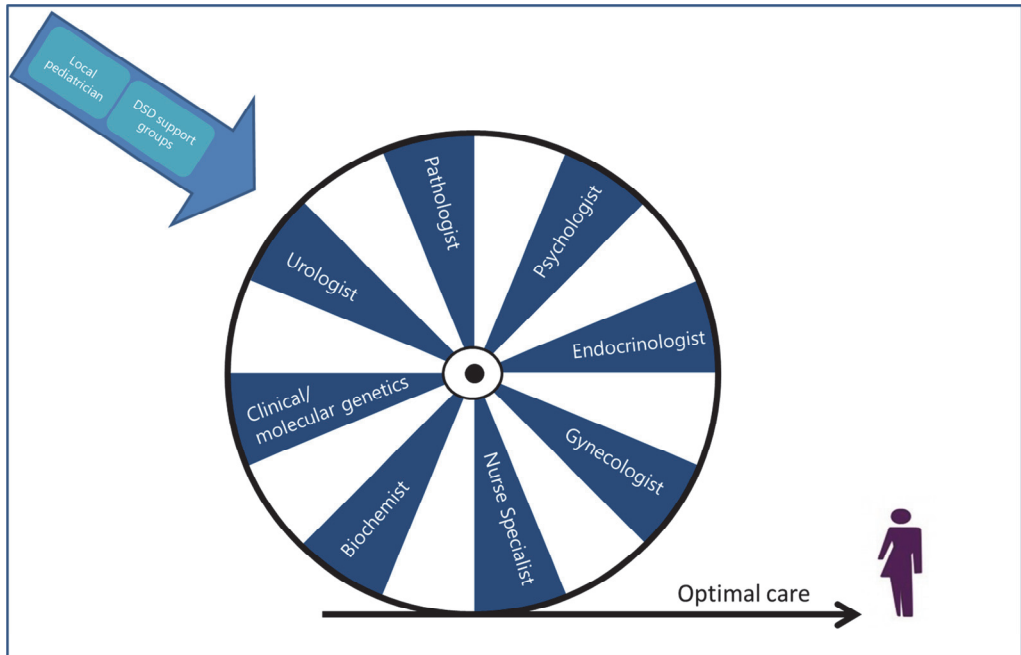 Local
pediatrician
DSD support
groups
Pathologist
Psychologist
Urologist
Endocrinologist
Clinical/
molecular genetics
Gynecologist
Biochemist
Nurse Specialist
Optimal care